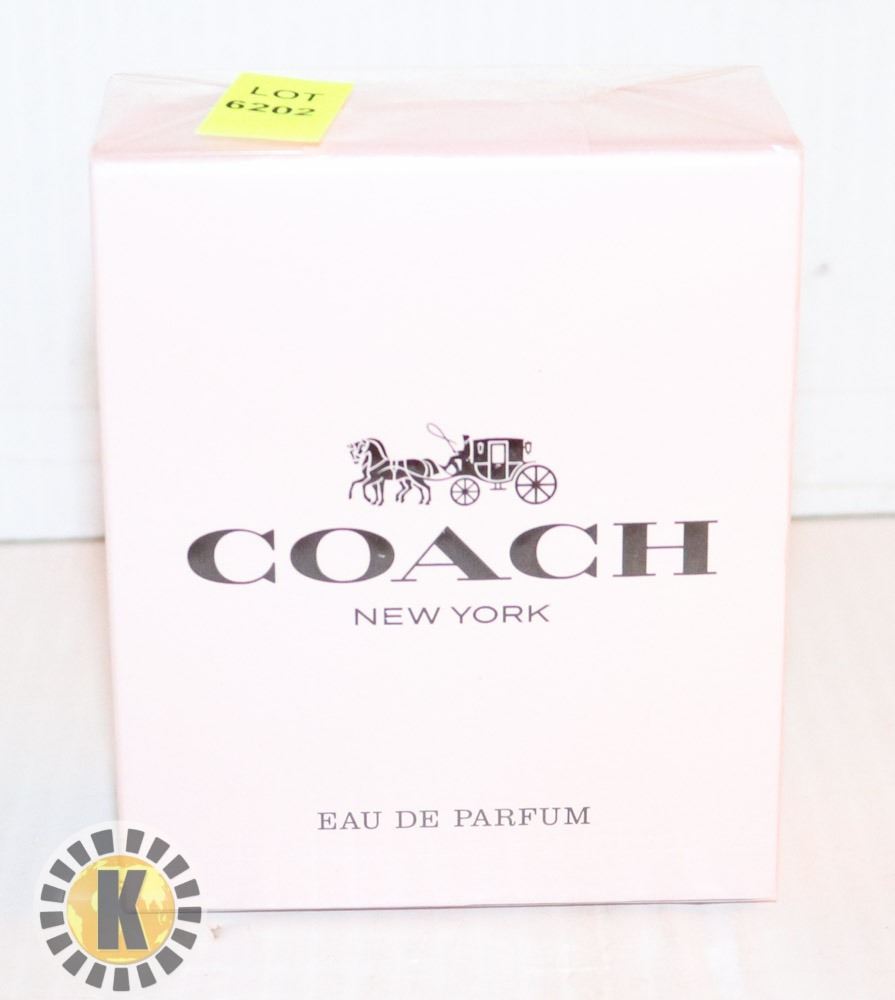 LOT
6202
COACH
NEW YORK
EAU DE PARFUM
K